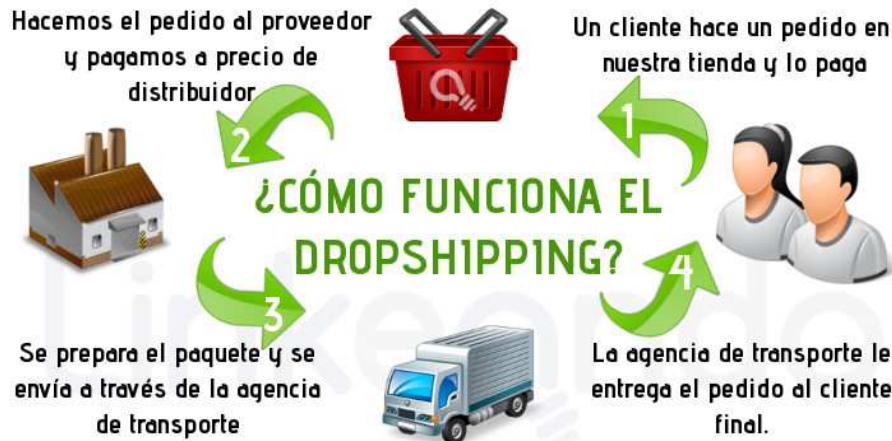 Hacemos el pedido al proveedor
y pagamos a precio de
distribuidor
Un cliente hace un pedido en
nuestra tienda y lo paga
2
1
¿CÓMO FUNCIONA EL
DROPSHIPPING?
3
4
Se prepara el paquete y se
envía a través de la agencia
de transporte
La agencia de transporte le
entrega el pedido al cliente
final.
Linkeando